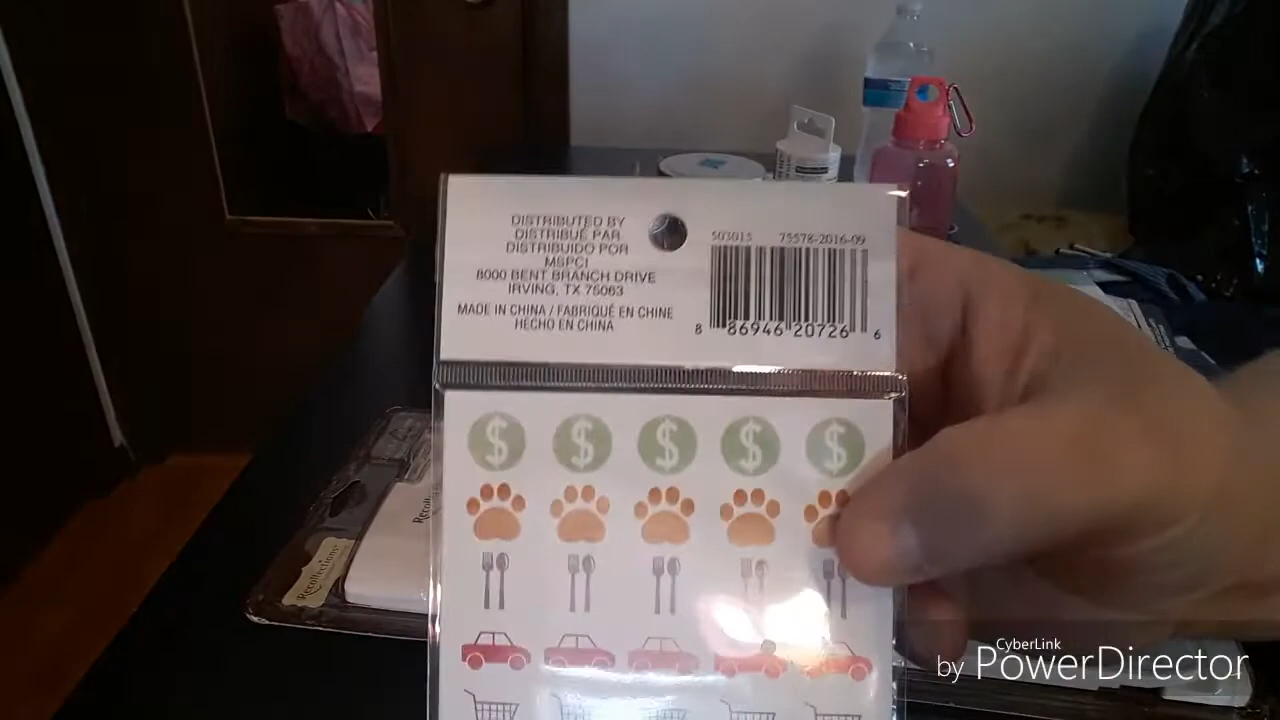 DISTRIBUTED BY
DISTRIBUÉ PAR
DISTRIBUIDO POR
MSPCI
8000 BENT BRANCH DRIVE
IRVING, TX 75063
MADE IN CHINA / FABRIQUÉ EN CHINE
HECHO EN CHINA
503015 75578-2016-09
8 86946 20726 6
$ $ $ $ $
Recollections
CyberLink
by PowerDirector